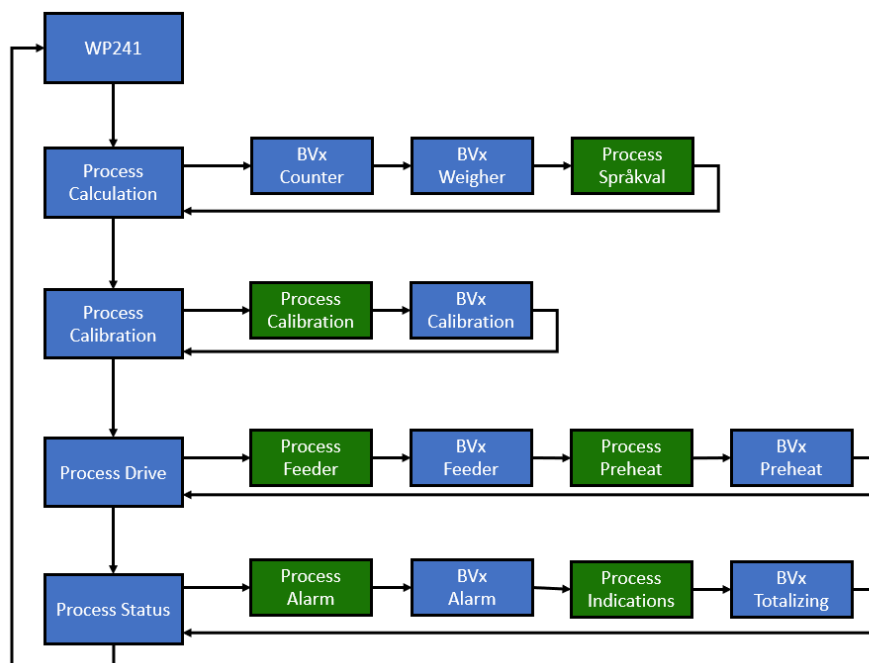 WP241
Process
Calculation
BVx
Counter
BVx
Weigher
Process
Språkval
Process
Calibration
Process
Calibration
BVx
Calibration
Process Drive
Process
Feeder
BVx
Feeder
Process
Preheat
BVx
Preheat
Process Status
Process
Alarm
BVx
Alarm
Process
Indications
BVx
Totalizing